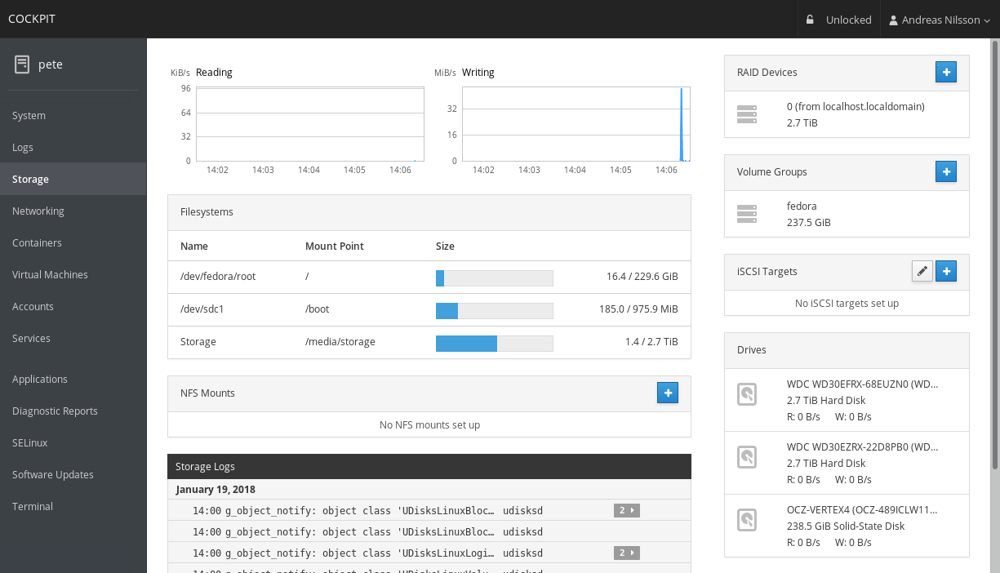 COCKPIT
Unlocked
Andreas Nilsson
pete
System
Logs
Storage
Networking
Containers
Virtual Machines
Accounts
Services
Applications
Diagnostic Reports
SELinux
Software Updates
Terminal
KiB/s Reading
96
64
32
0
14:02 14:03 14:04 14:05 14:06
MiB/s Writing
32
16
0
14:02 14:03 14:04 14:05 14:06
Filesystems
Name Mount Point Size
/dev/fedora/root / 16.4 / 229.6 GiB
/dev/sdc1 /boot 185.0 / 975.9 MiB
Storage /media/storage 1.4 / 2.7 TiB
NFS Mounts
No NFS mounts set up
Storage Logs
January 19, 2018
14:00 g_object_notify: object class 'UDisksLinuxBloc… udisksd 2
14:00 g_object_notify: object class 'UDisksLinuxBloc… udisksd
14:00 g_object_notify: object class 'UDisksLinuxLogi… udisksd 2
14:00 g_object_notify: object class 'UDisksLinuxVolu… udisksd
RAID Devices
0 (from localhost.localdomain)
2.7 TiB
Volume Groups
fedora
237.5 GiB
iSCSI Targets
No iSCSI targets set up
Drives
WDC WD30EFRX-68EUZN0 (WD...
2.7 TiB Hard Disk
R: 0 B/s W: 0 B/s
WDC WD30EZRX-22D8PB0 (WD...
2.7 TiB Hard Disk
R: 0 B/s W: 0 B/s
OCZ-VERTEX4 (OCZ-489ICLW11...
238.5 GiB Solid-State Disk
R: 0 B/s W: 0 B/s